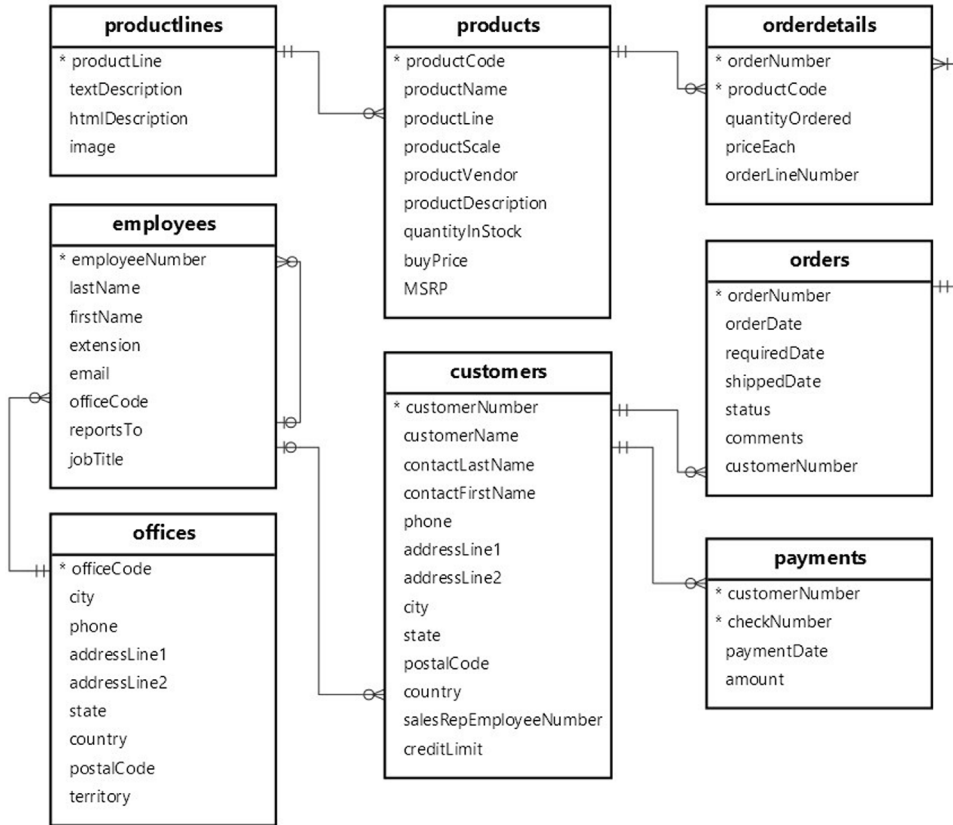 productlines
* productLine
textDescription
htmlDescription
image
products
* productCode
productName
productLine
productScale
productVendor
productDescription
quantityInStock
buyPrice
MSRP
orderdetails
* orderNumber
* productCode
quantityOrdered
priceEach
orderLineNumber
employees
* employeeNumber
lastName
firstName
extension
email
officeCode
reportsTo
jobTitle
customers
* customerNumber
customerName
contactLastName
contactFirstName
phone
addressLine1
addressLine2
city
state
postalCode
country
salesRepEmployeeNumber
creditLimit
orders
* orderNumber
orderDate
requiredDate
shippedDate
status
comments
customerNumber
offices
* officeCode
city
phone
addressLine1
addressLine2
state
country
postalCode
territory
payments
* customerNumber
* checkNumber
paymentDate
amount